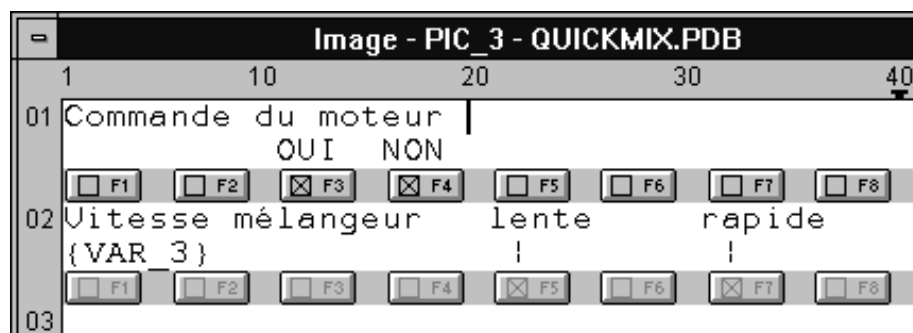 Image - PIC_3 - QUICKMIX.PDB
1 10 20 30 40
01 Commande du moteur
OUI NON
F1 F2 F3 F4 F5 F6 F7 F8
02 Vitesse mélangeur lente rapide
{VAR_3} ¦ ¦
F1 F2 F3 F4 F5 F6 F7 F8
03